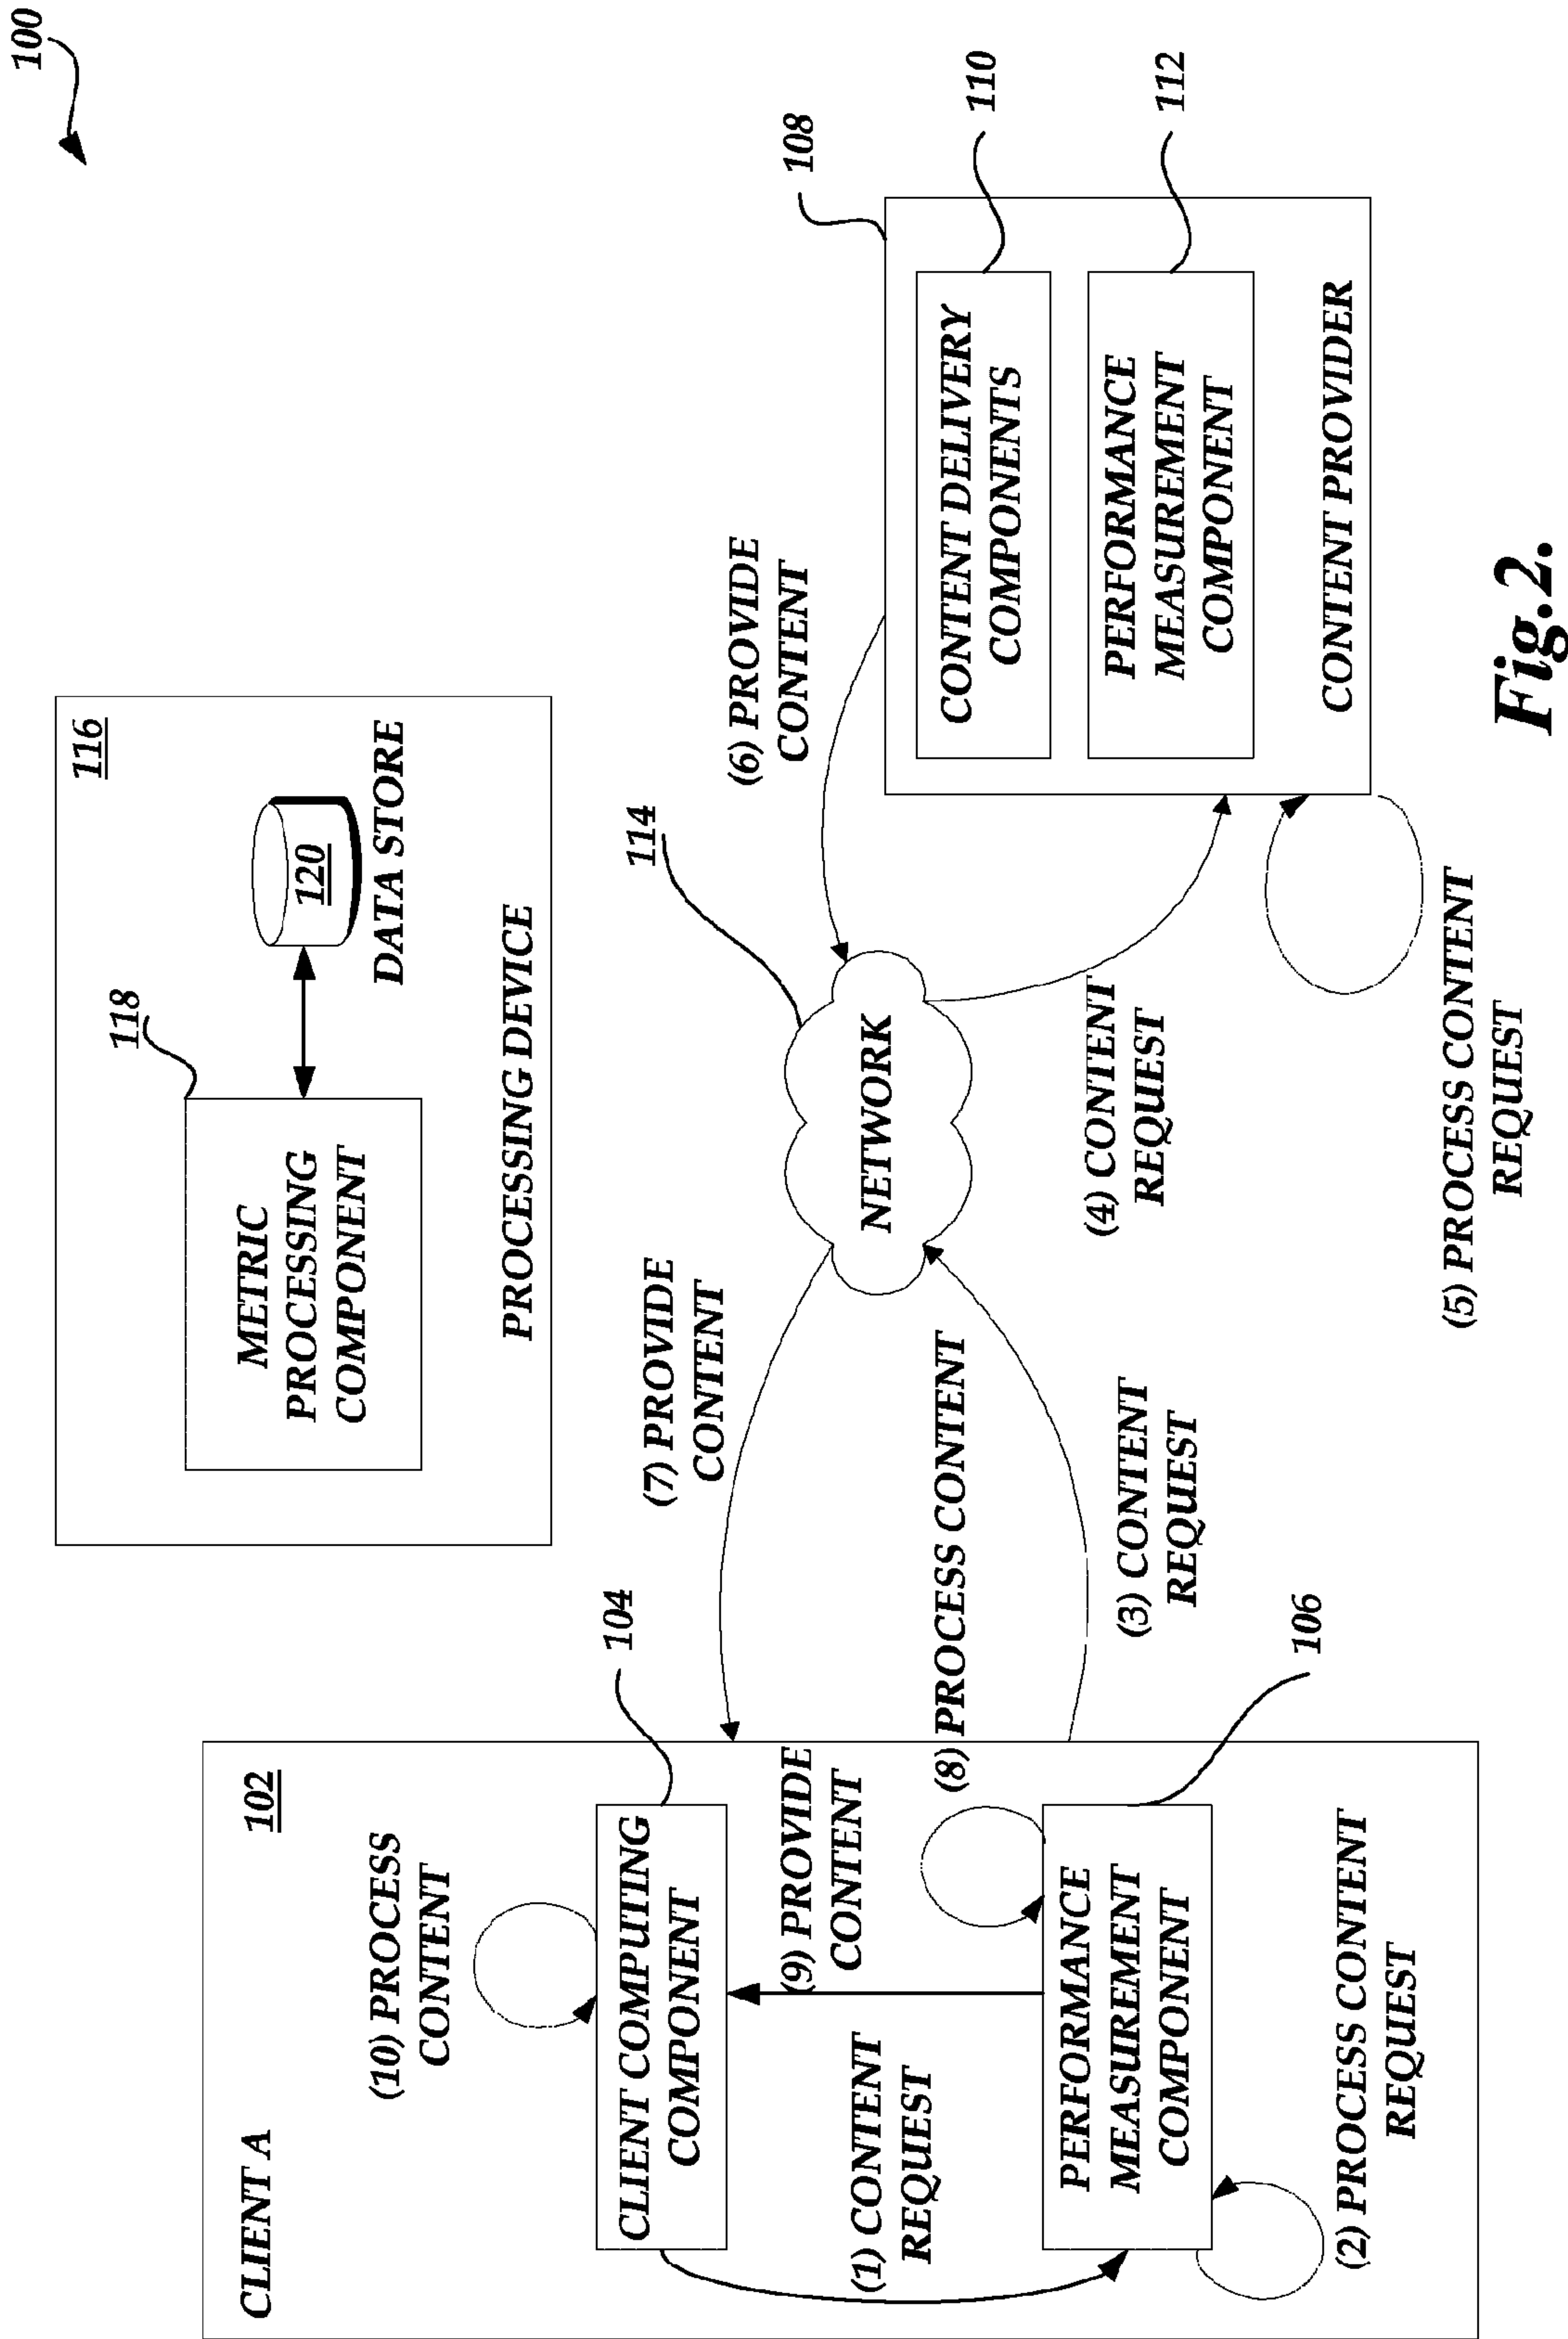 100
116
118
METRIC
PROCESSING
COMPONENT
120
DATA STORE
PROCESSING DEVICE
CLIENT A
102
(10) PROCESS
CONTENT
104
CLIENT COMPUTING
COMPONENT
(9) PROVIDE
CONTENT
(1) CONTENT
REQUEST
(8) PROCESS CONTENT
PERFORMANCE
MEASUREMENT
COMPONENT
106
(2) PROCESS CONTENT
REQUEST
(7) PROVIDE
CONTENT
(3) CONTENT
REQUEST
114
NETWORK
(6) PROVIDE
CONTENT
(4) CONTENT
REQUEST
108
CONTENT DELIVERY
COMPONENTS
110
PERFORMANCE
MEASUREMENT
COMPONENT
112
CONTENT PROVIDER
(5) PROCESS CONTENT
REQUEST
Fig.2.